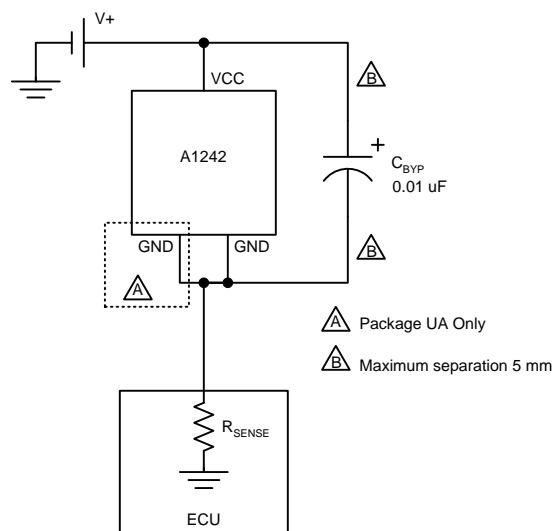 V+
VCC
A1242
B
+
C_BYP
0.01 uF
GND GND
B
A
A Package UA Only
B Maximum separation 5 mm
R_SENSE
ECU